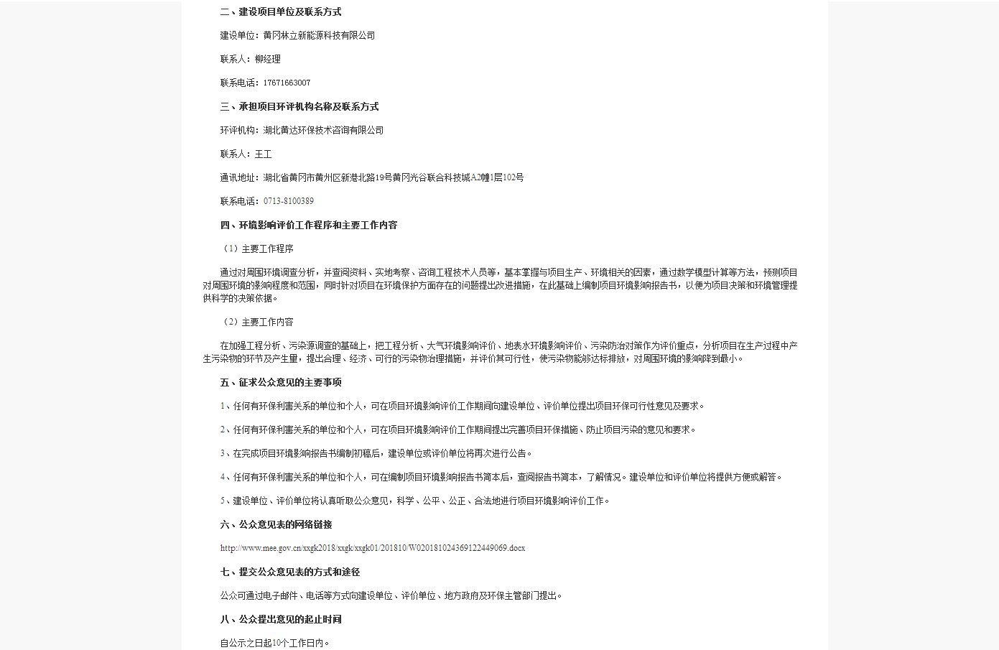 二、建设项目单位及联系方式
建设单位：黄冈林立新能源科技有限公司
联系人：柳经理
联系电话：17671663007
三、承担项目环评机构名称及联系方式
环评机构：湖北黄达环保技术咨询有限公司
联系人：王工
通讯地址：湖北省黄冈市黄州区新港北路19号黄冈光谷联合科技城A2幢1层102号
联系电话：0713-8100389
四、环境影响评价工作程序和主要工作内容
（1）主要工作程序
通过对周围环境调查分析，并查阅资料、实地考察、咨询工程技术人员等，基本掌握与项目生产、环境相关的因素，通过数学模型计算等方法，预测项目
对周围环境的影响程度和范围，同时针对项目在环境保护方面存在的问题提出改进措施，在此基础上编制项目环境影响报告书，以便为项目决策和环境管理提
供科学的决策依据。
（2）主要工作内容
在加强工程分析、污染源调查的基础上，把工程分析、大气环境影响评价、地表水环境影响评价、污染防治对策作为评价重点，分析项目在生产过程中产
生污染物的环节及产生量，提出合理、经济、可行的污染物治理措施，并评价其可行性，使污染物能够达标排放，对周围环境的影响降到最小。
五、征求公众意见的主要事项
1、任何有环保利害关系的单位和个人，可在项目环境影响评价工作期间向建设单位、评价单位提出项目环保可行性意见及要求。
2、任何有环保利害关系的单位和个人，可在项目环境影响评价工作期间提出完善项目环保措施、防止项目污染的意见和要求。
3、在完成项目环境影响报告书编制初稿后，建设单位或评价单位将再次进行公告。
4、任何有环保利害关系的单位和个人，可在编制项目环境影响报告书简本后，查阅报告书简本，了解情况。建设单位和评价单位将提供方便或解答。
5、建设单位、评价单位将认真听取公众意见，科学、公平、公正、合法地进行项目环境影响评价工作。
六、公众意见表的网络链接
http://www.mee.gov.cn/xxgk2018/xxgk/xxgk01/201810/W020181024369122449069.docx
七、提交公众意见表的方式和途径
公众可通过电子邮件、电话等方式向建设单位、评价单位、地方政府及环保主管部门提出。
八、公众提出意见的起止时间
自公示之日起10个工作日内。